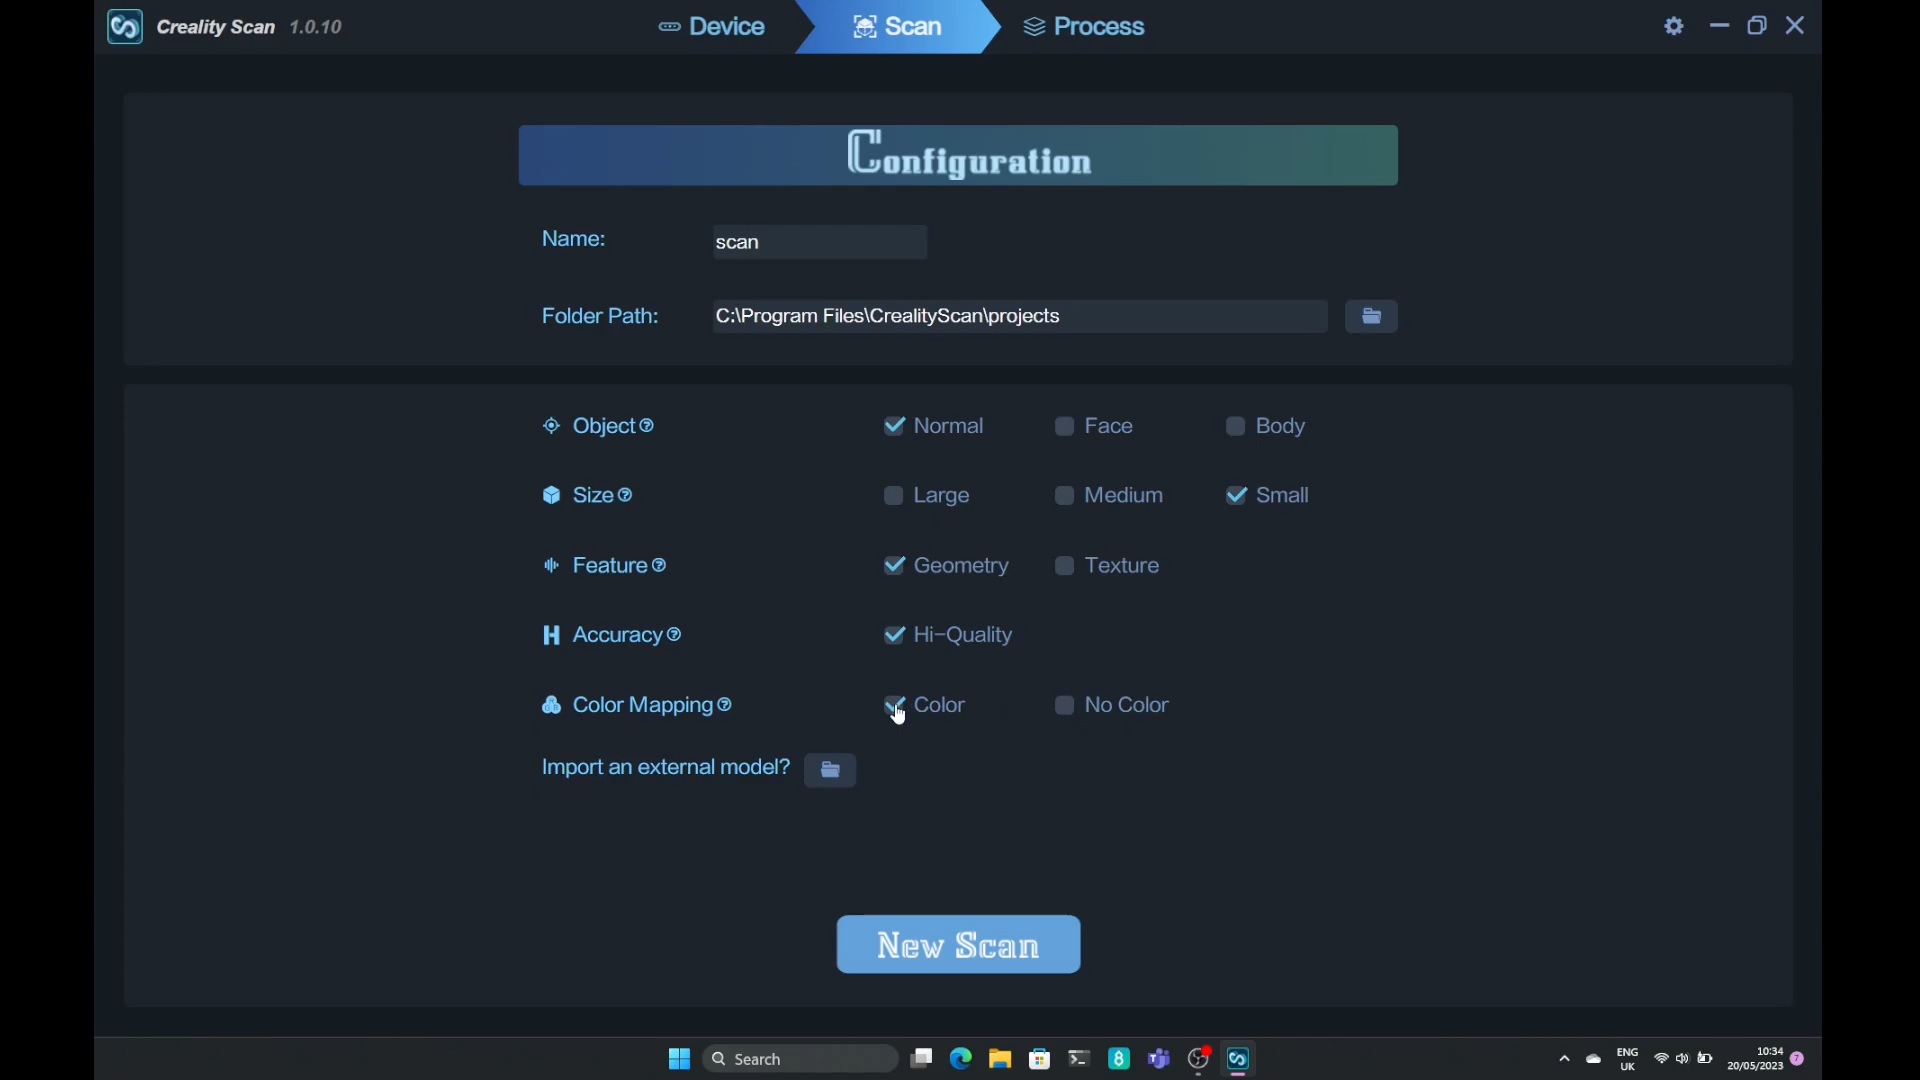 Creality Scan 1.0.10
Device
Scan
Process
Configuration
Name:
scan
Folder Path:
C:\Program Files\CrealityScan\projects
Object
Normal
Face
Body
Size
Large
Medium
Small
Feature
Geometry
Texture
Accuracy
Hi-Quality
Color Mapping
Color
No Color
Import an external model?
New Scan
Search
ENG
UK
10:34
20/05/2023
7